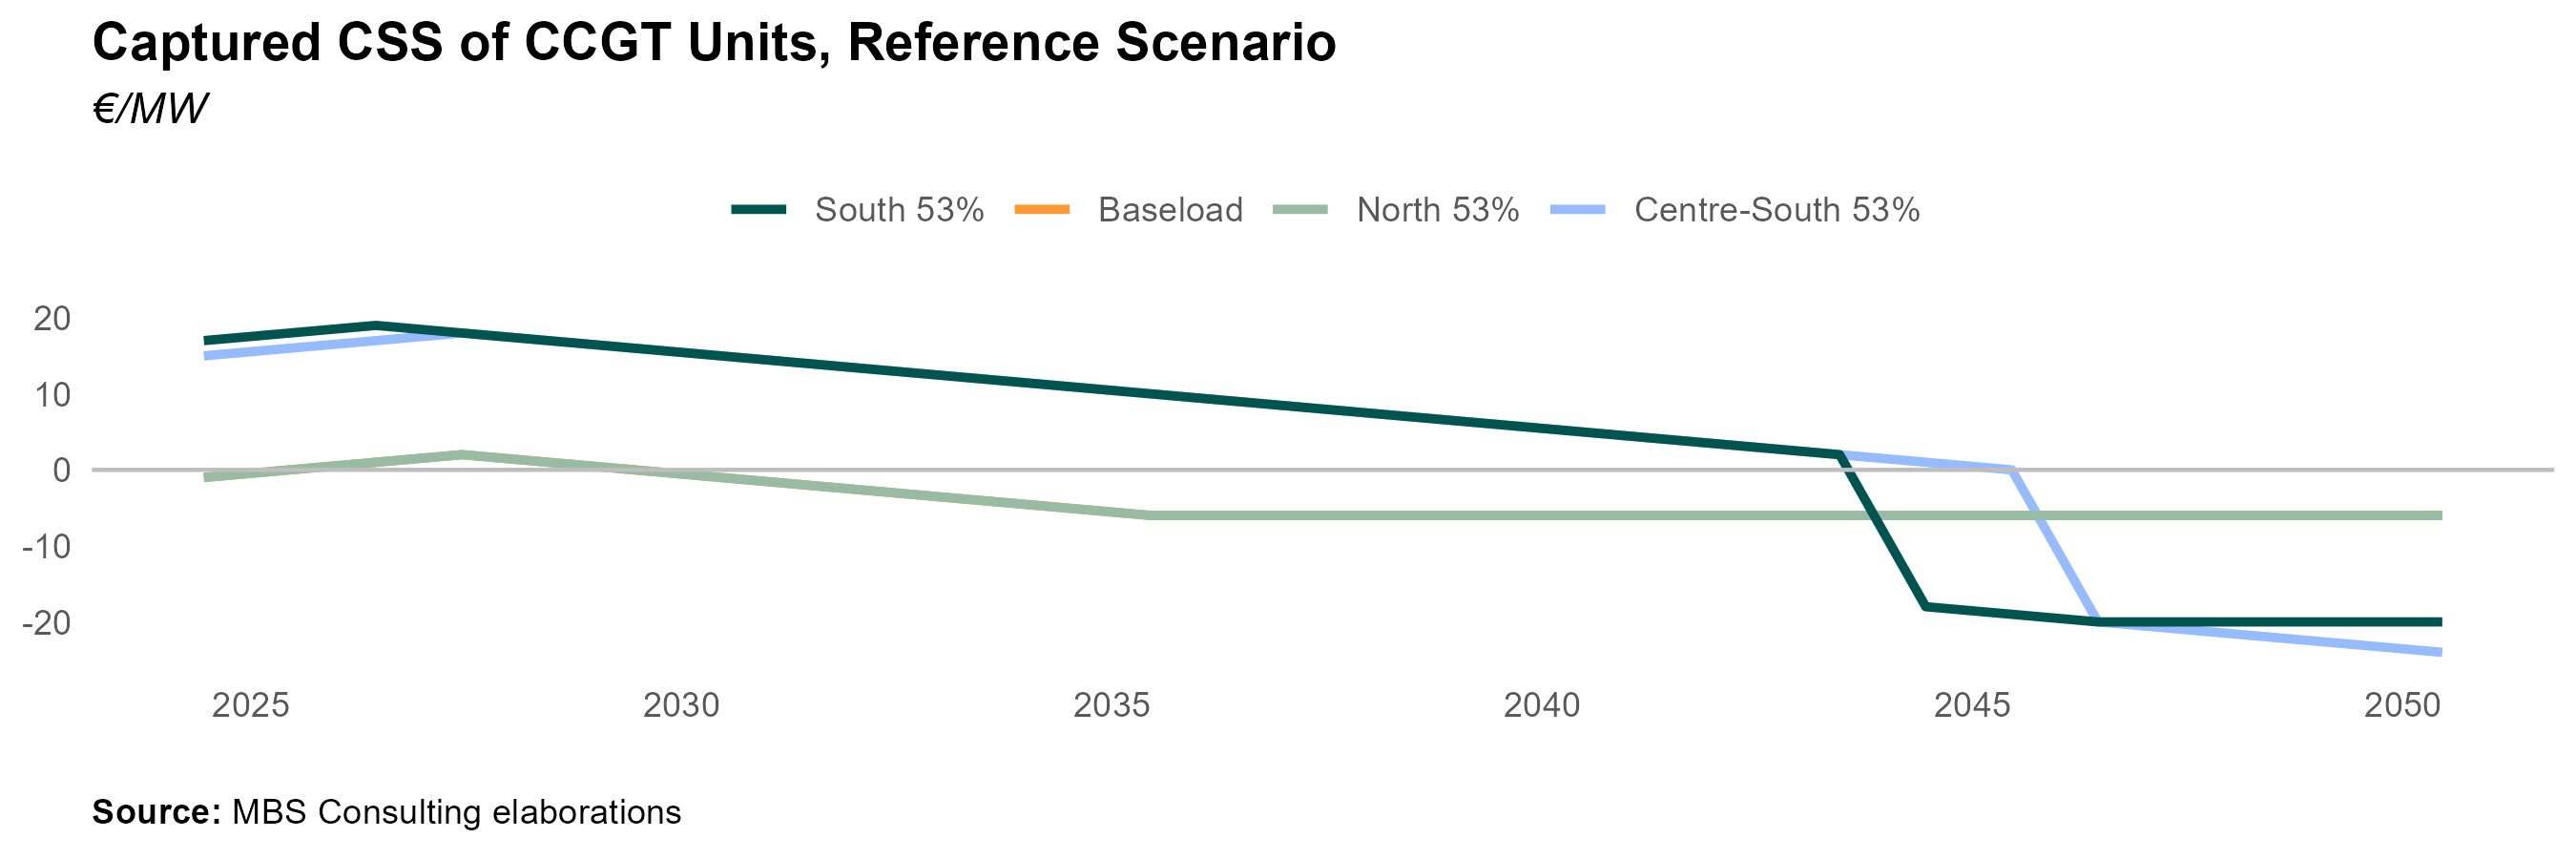 Captured CSS of CCGT Units, Reference Scenario
€/MW
South 53% Baseload North 53% Centre-South 53%
20
10
0
-10
-20
2025 2030 2035 2040 2045 2050
Source: MBS Consulting elaborations